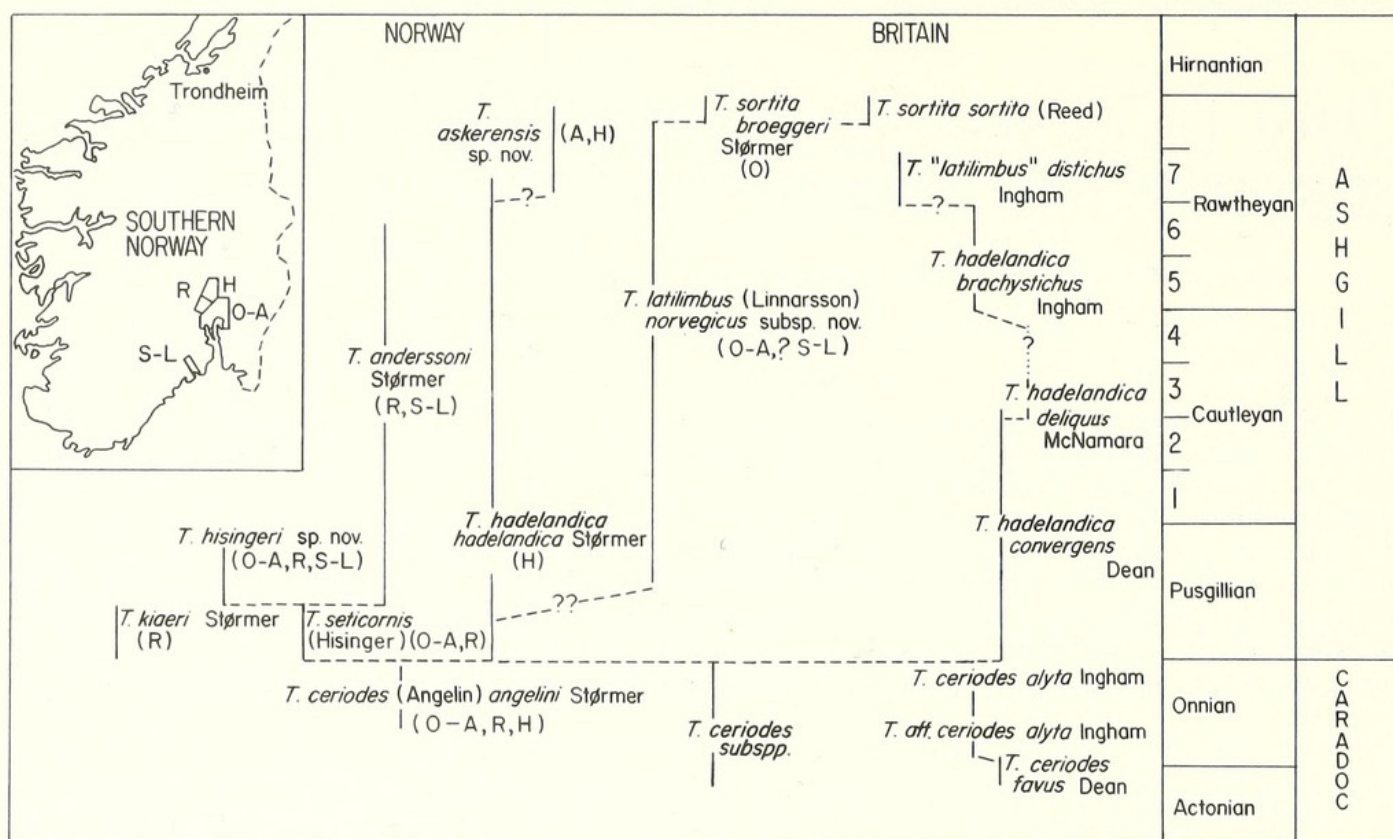 NORWAY
BRITAIN
Trondheim
SOUTHERN
NORWAY
R
H
O-A
S-L
T.
askerensis
sp. nov.
(A,H)
?
T. sortita
broeggeri
Størmer
(O)
T. sortita sortita (Reed)
T. "latilimbus" distichus
Ingham
?
T. hadelandica
brachystichus
Ingham
?
T. latilimbus (Linnarsson)
norvegicus subsp. nov.
(O-A,? S-L)
T. anderssoni
Størmer
(R,S-L)
T. hadelandica
deliquus
McNamara
T. hisingeri sp. nov.
(O-A,R,S-L)
T. hadelandica
hadelandica Størmer
(H)
T. hadelandica
convergens
Dean
??
T. kiaeri Størmer
(R)
T. seticornis
(Hisinger)(O-A,R)
T. ceriodes (Angelin) angelini Størmer
(O-A,R,H)
T. ceriodes
subspp.
T. ceriodes alyta Ingham
T. aff. ceriodes alyta Ingham
T. ceriodes
favus Dean
Hirnantian
7
Rawtheyan
6
5
4
3
Cautleyan
2
1
Pusgillian
Onnian
Actonian
ASHGILL
CARADOC